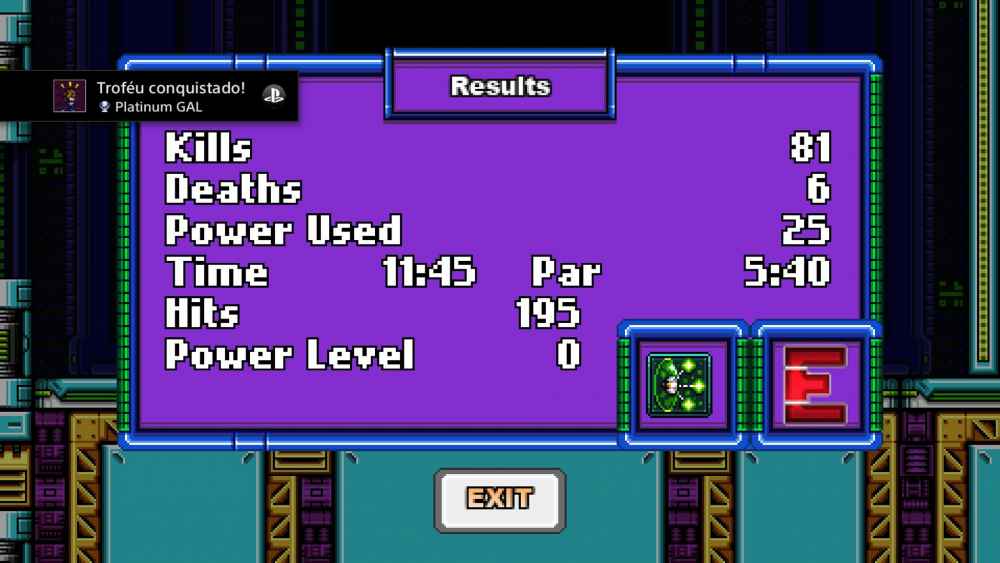 Results
Troféu conquistado!
Platinum GAL
Kills 81
Deaths 6
Power Used 25
Time 11:45 Par 5:40
Hits 195
Power Level 0
E
EXIT